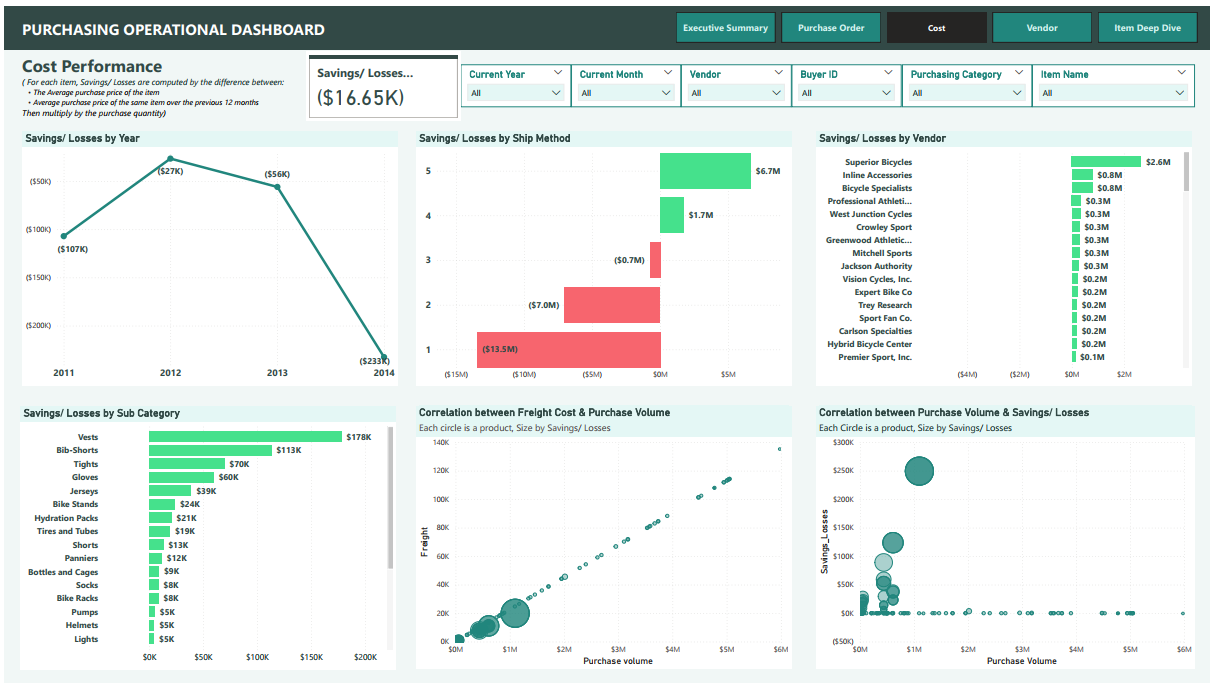 PURCHASING OPERATIONAL DASHBOARD
Executive Summary
Purchase Order
Cost
Vendor
Item Deep Dive
Cost Performance
( For each item, Savings/ Losses are computed by the difference between:
• The Average purchase price of the item
• Average purchase price of the same item over the previous 12 months
Then multiply by the purchase quantity)
Savings/ Losses...
($16.65K)
Current Year
All
Current Month
All
Vendor
All
Buyer ID
All
Purchasing Category
All
Item Name
All
Savings/ Losses by Year
($50K)
($100K)
($150K)
($200K)
($107K)
($27K)
($56K)
($233K)
2011 2012 2013 2014
Savings/ Losses by Ship Method
5 $6.7M
4 $1.7M
3 ($0.7M)
2 ($7.0M)
1 ($13.5M)
($15M) ($10M) ($5M) $0M $5M
Savings/ Losses by Vendor
Superior Bicycles $2.6M
Inline Accessories $0.8M
Bicycle Specialists $0.8M
Professional Athleti... $0.3M
West Junction Cycles $0.3M
Crowley Sport $0.3M
Greenwood Athletic... $0.3M
Mitchell Sports $0.3M
Jackson Authority $0.3M
Vision Cycles, Inc. $0.2M
Expert Bike Co $0.2M
Trey Research $0.2M
Sport Fan Co. $0.2M
Carlson Specialties $0.2M
Hybrid Bicycle Center $0.2M
Premier Sport, Inc. $0.1M
($4M) ($2M) $0M $2M
Savings/ Losses by Sub Category
Vests $178K
Bib-Shorts $113K
Tights $70K
Gloves $60K
Jerseys $39K
Bike Stands $24K
Hydration Packs $21K
Tires and Tubes $19K
Shorts $13K
Panniers $12K
Bottles and Cages $9K
Socks $8K
Bike Racks $8K
Pumps $5K
Helmets $5K
Lights $5K
$0K $50K $100K $150K $200K
Correlation between Freight Cost & Purchase Volume
Each circle is a product, Size by Savings/ Losses
140K
120K
100K
80K
60K
40K
20K
0K
Freight
$0M $1M $2M $3M $4M $5M $6M
Purchase volume
Correlation between Purchase Volume & Savings/ Losses
Each Circle is a product, Size by Savings/ Losses
$300K
$250K
$200K
$150K
$100K
$50K
$0K
($50K)
Savings_Losses
$0M $1M $2M $3M $4M $5M $6M
Purchase Volume